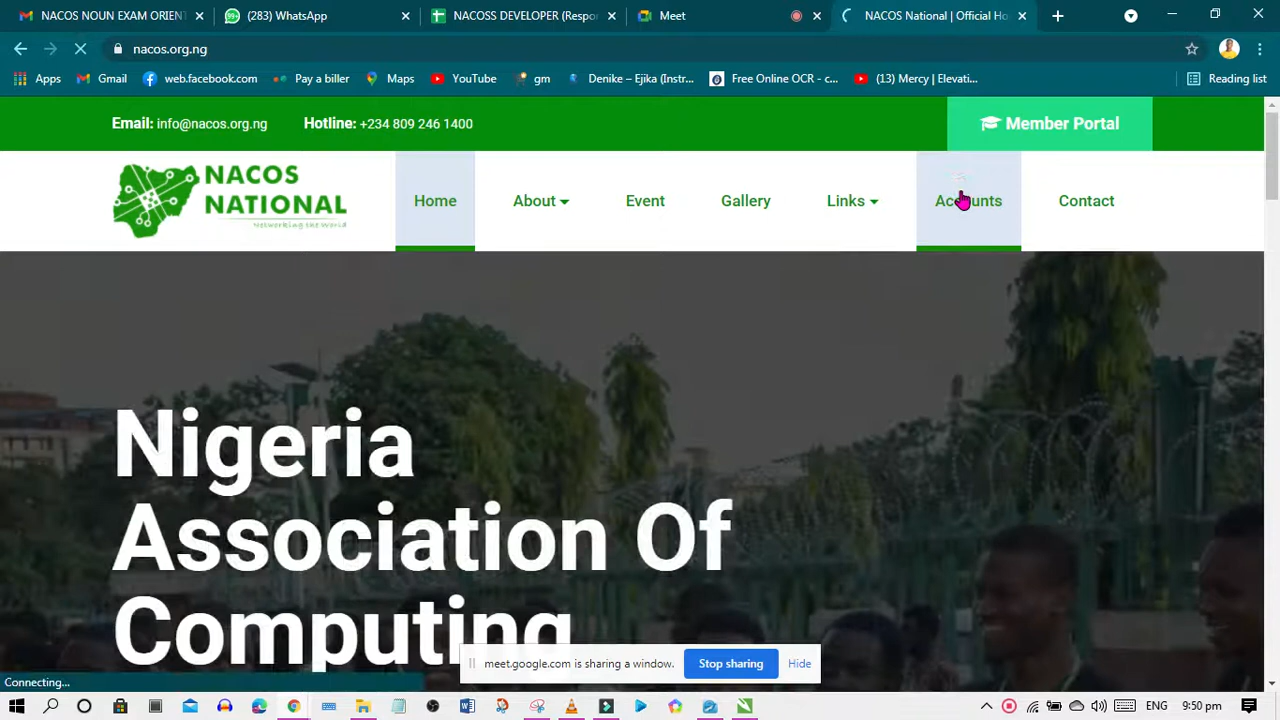 NACOS NOUN EXAM ORIENT
(283) WhatsApp
NACOSS DEVELOPER (Respo
Meet
NACOS National | Official Ho
nacos.org.ng
Apps
Gmail
web.facebook.com
Pay a biller
Maps
YouTube
gm
Denike – Ejika (Instr...
Free Online OCR - c...
(13) Mercy | Elevati...
Reading list
Email: info@nacos.org.ng
Hotline: +234 809 246 1400
Member Portal
NACOS
NATIONAL
Networking the World
Home
About
Event
Gallery
Links
Accounts
Contact
Nigeria
Association Of
Computing
meet.google.com is sharing a window.
Stop sharing
Hide
Connecting...
ENG
9:50 pm